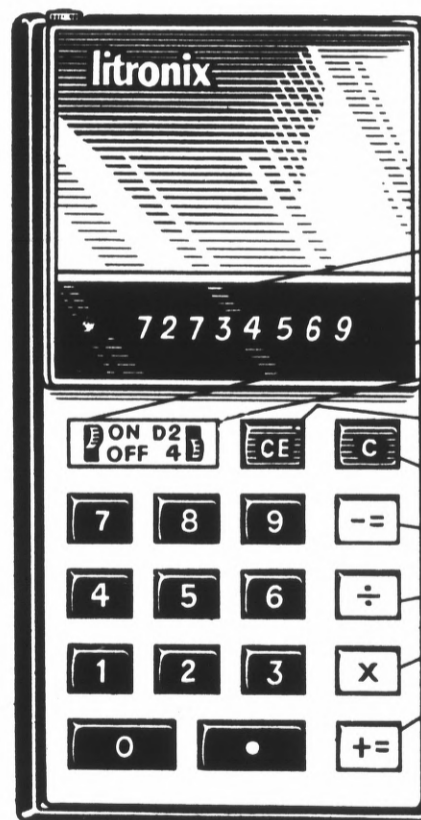 litronix
72734569
ON D2 CE C
OFF 4
7 8 9 -=
4 5 6 ÷
1 2 3 X
0 • +=